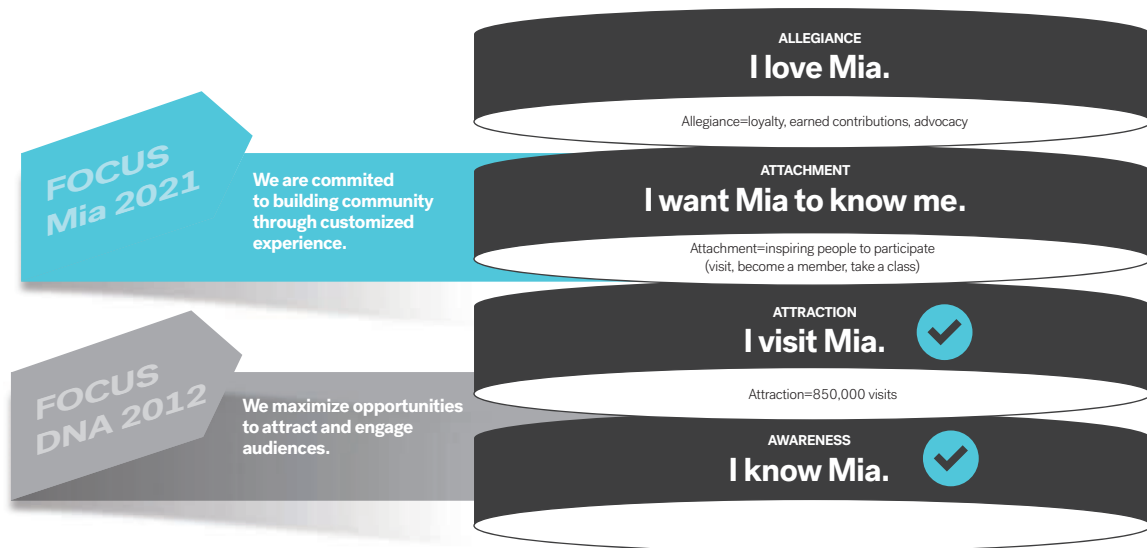 ALLEGIANCE
I love Mia.
Allegiance=loyalty, earned contributions, advocacy
FOCUS
Mia 2021
We are commited
to building community
through customized
experience.
ATTACHMENT
I want Mia to know me.
Attachment=inspiring people to participate
(visit, become a member, take a class)
ATTRACTION
I visit Mia.
Attraction=850,000 visits
FOCUS
DNA 2012
We maximize opportunities
to attract and engage
audiences.
AWARENESS
I know Mia.